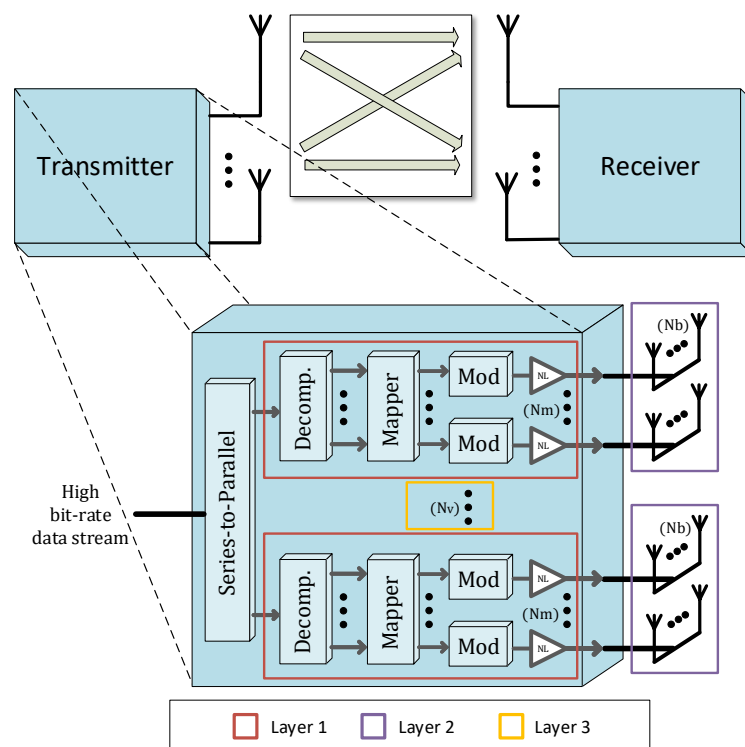 Transmitter
Receiver
(Nb)
Decomp.
Mapper
Mod
NL
(Nm)
Mod
NL
Series-to-Parallel
High
bit-rate
data stream
(Nv)
(Nb)
Decomp.
Mapper
Mod
NL
(Nm)
Mod
NL
Layer 1
Layer 2
Layer 3